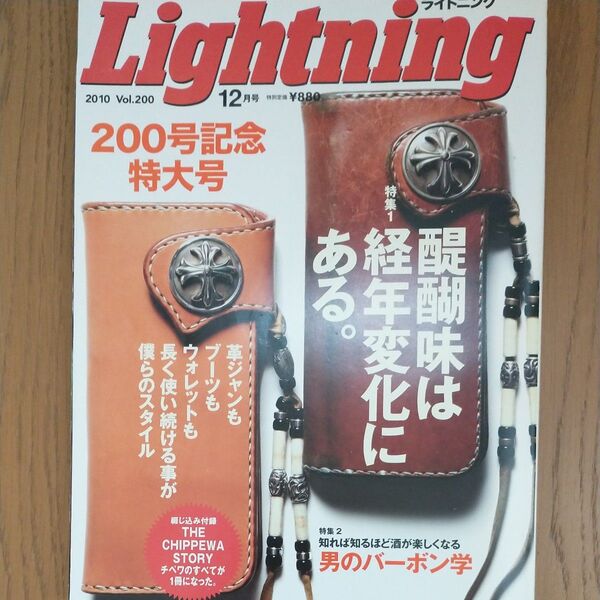 ライトニング
Lightning
2010 Vol.200
12月号 特別定価 ¥880
200号記念
特大号
特集1
醍醐味は
経年変化に
ある。
革ジャンも
ブーツも
ウォレットも
長く使い続ける事が
僕らのスタイル
綴じ込み付録
THE
CHIPPEWA
STORY
チペワのすべてが
1冊になった。
特集2
知れば知るほど酒が楽しくなる
男のバーボン学